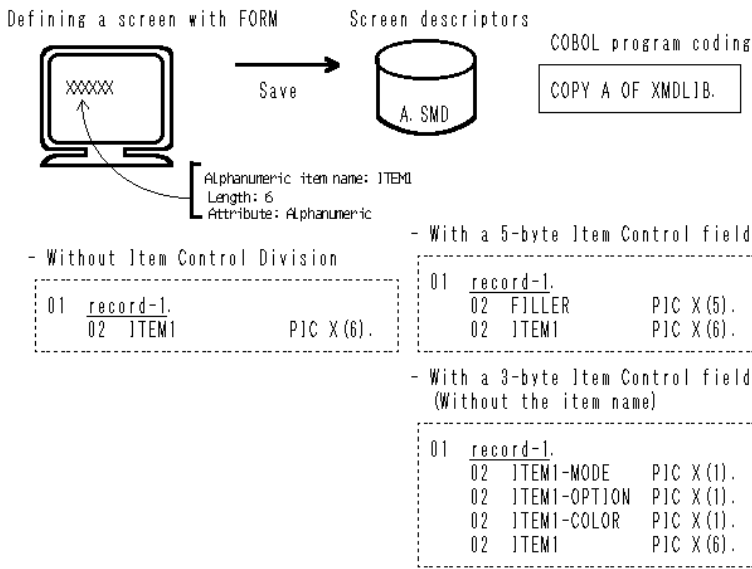 Defining a screen with FORM
Screen descriptors
COBOL program coding
XXXXXX
Save
A.SMD
COPY A OF XMDLIB.
Alphanumeric item name: ITEM1
Length: 6
Attribute: Alphanumeric
- Without Item Control Division
01 record-1.
02 ITEM1 PIC X(6).
- With a 5-byte Item Control field
01 record-1.
02 FILLER PIC X(5).
02 ITEM1 PIC X(6).
- With a 3-byte Item Control field
(Without the item name)
01 record-1.
02 ITEM1-MODE PIC X(1).
02 ITEM1-OPTION PIC X(1).
02 ITEM1-COLOR PIC X(1).
02 ITEM1 PIC X(6).